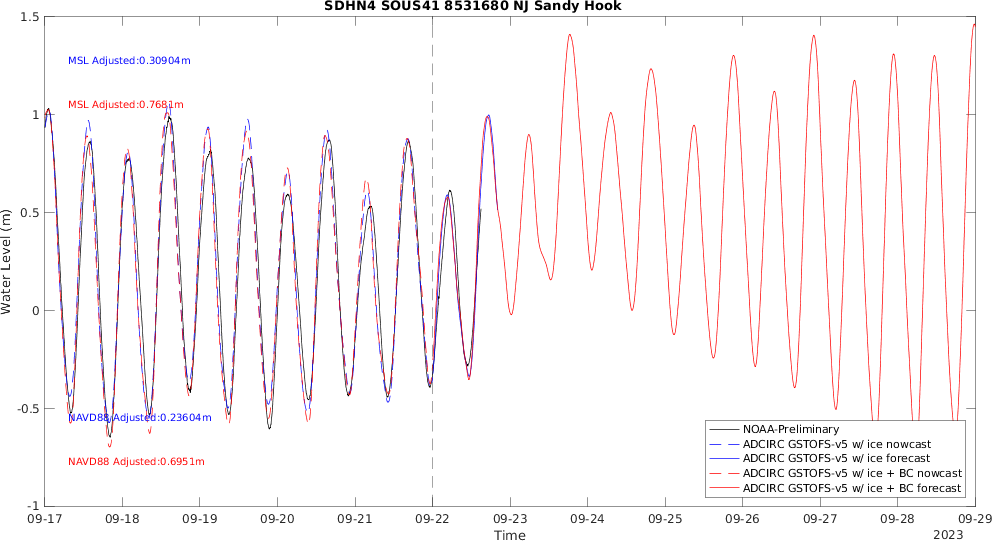 SDHN4 SOUS41 8531680 NJ Sandy Hook
Water Level (m)
1.5
1
0.5
0
-0.5
-1
MSL Adjusted:0.30904m
MSL Adjusted:0.7681m
NAVD88 Adjusted:0.23604m
NAVD88 Adjusted:0.6951m
NOAA-Preliminary
ADCIRC GSTOFS-v5 w/ ice nowcast
ADCIRC GSTOFS-v5 w/ ice forecast
ADCIRC GSTOFS-v5 w/ ice + BC nowcast
ADCIRC GSTOFS-v5 w/ ice + BC forecast
09-17 09-18 09-19 09-20 09-21 09-22 09-23 09-24 09-25 09-26 09-27 09-28 09-29
Time
2023